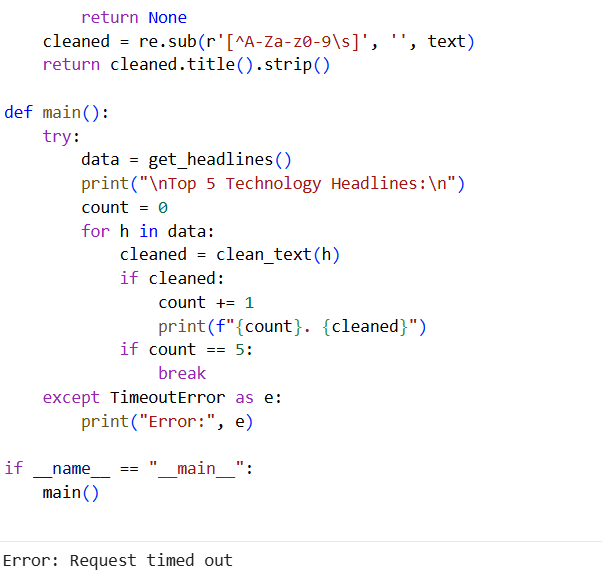 return None
    cleaned = re.sub(r'[^A-Za-z0-9\s]', '', text)
    return cleaned.title().strip()

def main():
    try:
        data = get_headlines()
        print("\nTop 5 Technology Headlines:\n")
        count = 0
        for h in data:
            cleaned = clean_text(h)
            if cleaned:
                count += 1
                print(f"{count}. {cleaned}")
            if count == 5:
                break
    except TimeoutError as e:
        print("Error:", e)

if __name__ == "__main__":
    main()

Error: Request timed out